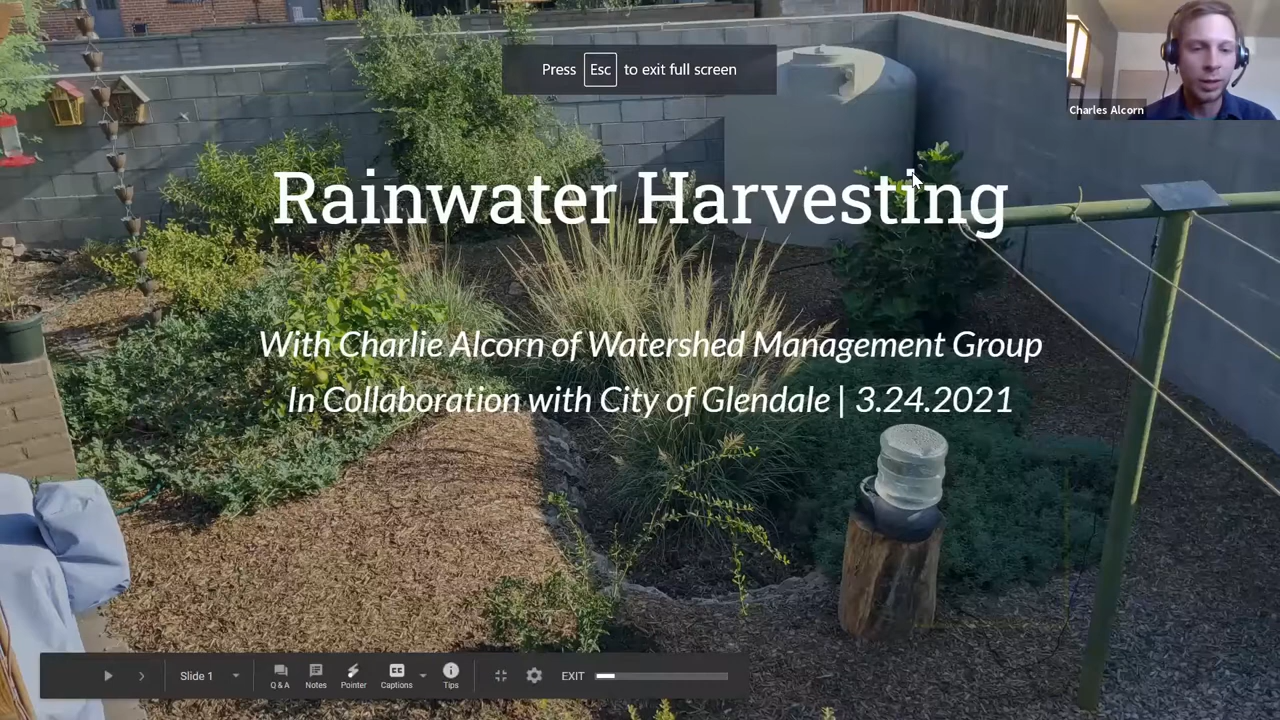 Press Esc to exit full screen
Charles Alcorn
Rainwater Harvesting
With Charlie Alcorn of Watershed Management Group
In Collaboration with City of Glendale | 3.24.2021
Slide 1
Q & A
Notes
Pointer
Captions
Tips
EXIT